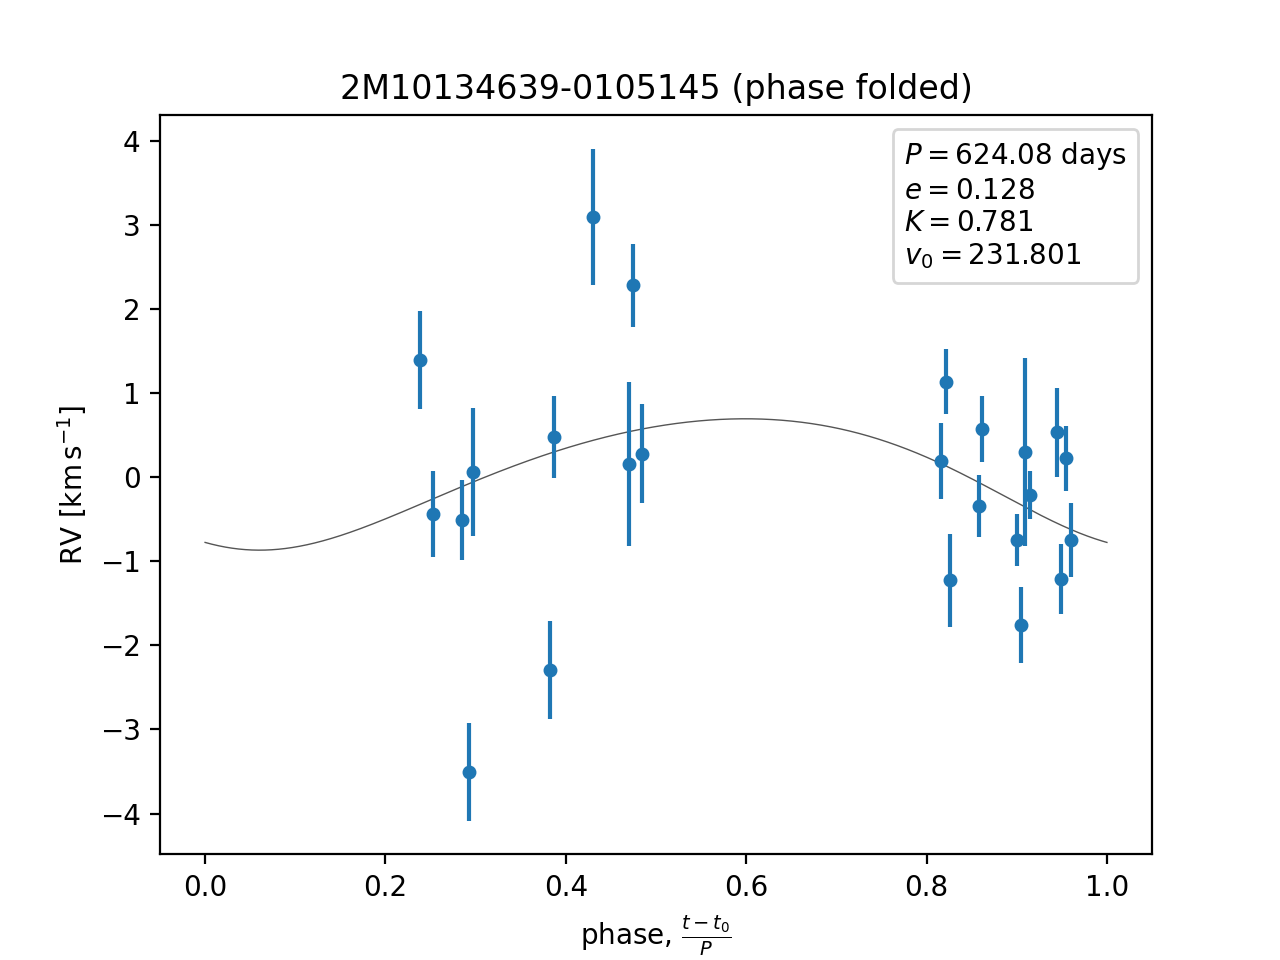 2M10134639-0105145 (phase folded)
P = 624.08 days
e = 0.128
K = 0.781
v₀ = 231.801
4
3
2
1
0
−1
−2
−3
−4
RV [km s⁻¹]
0.0 0.2 0.4 0.6 0.8 1.0
phase, (t − t₀)/P